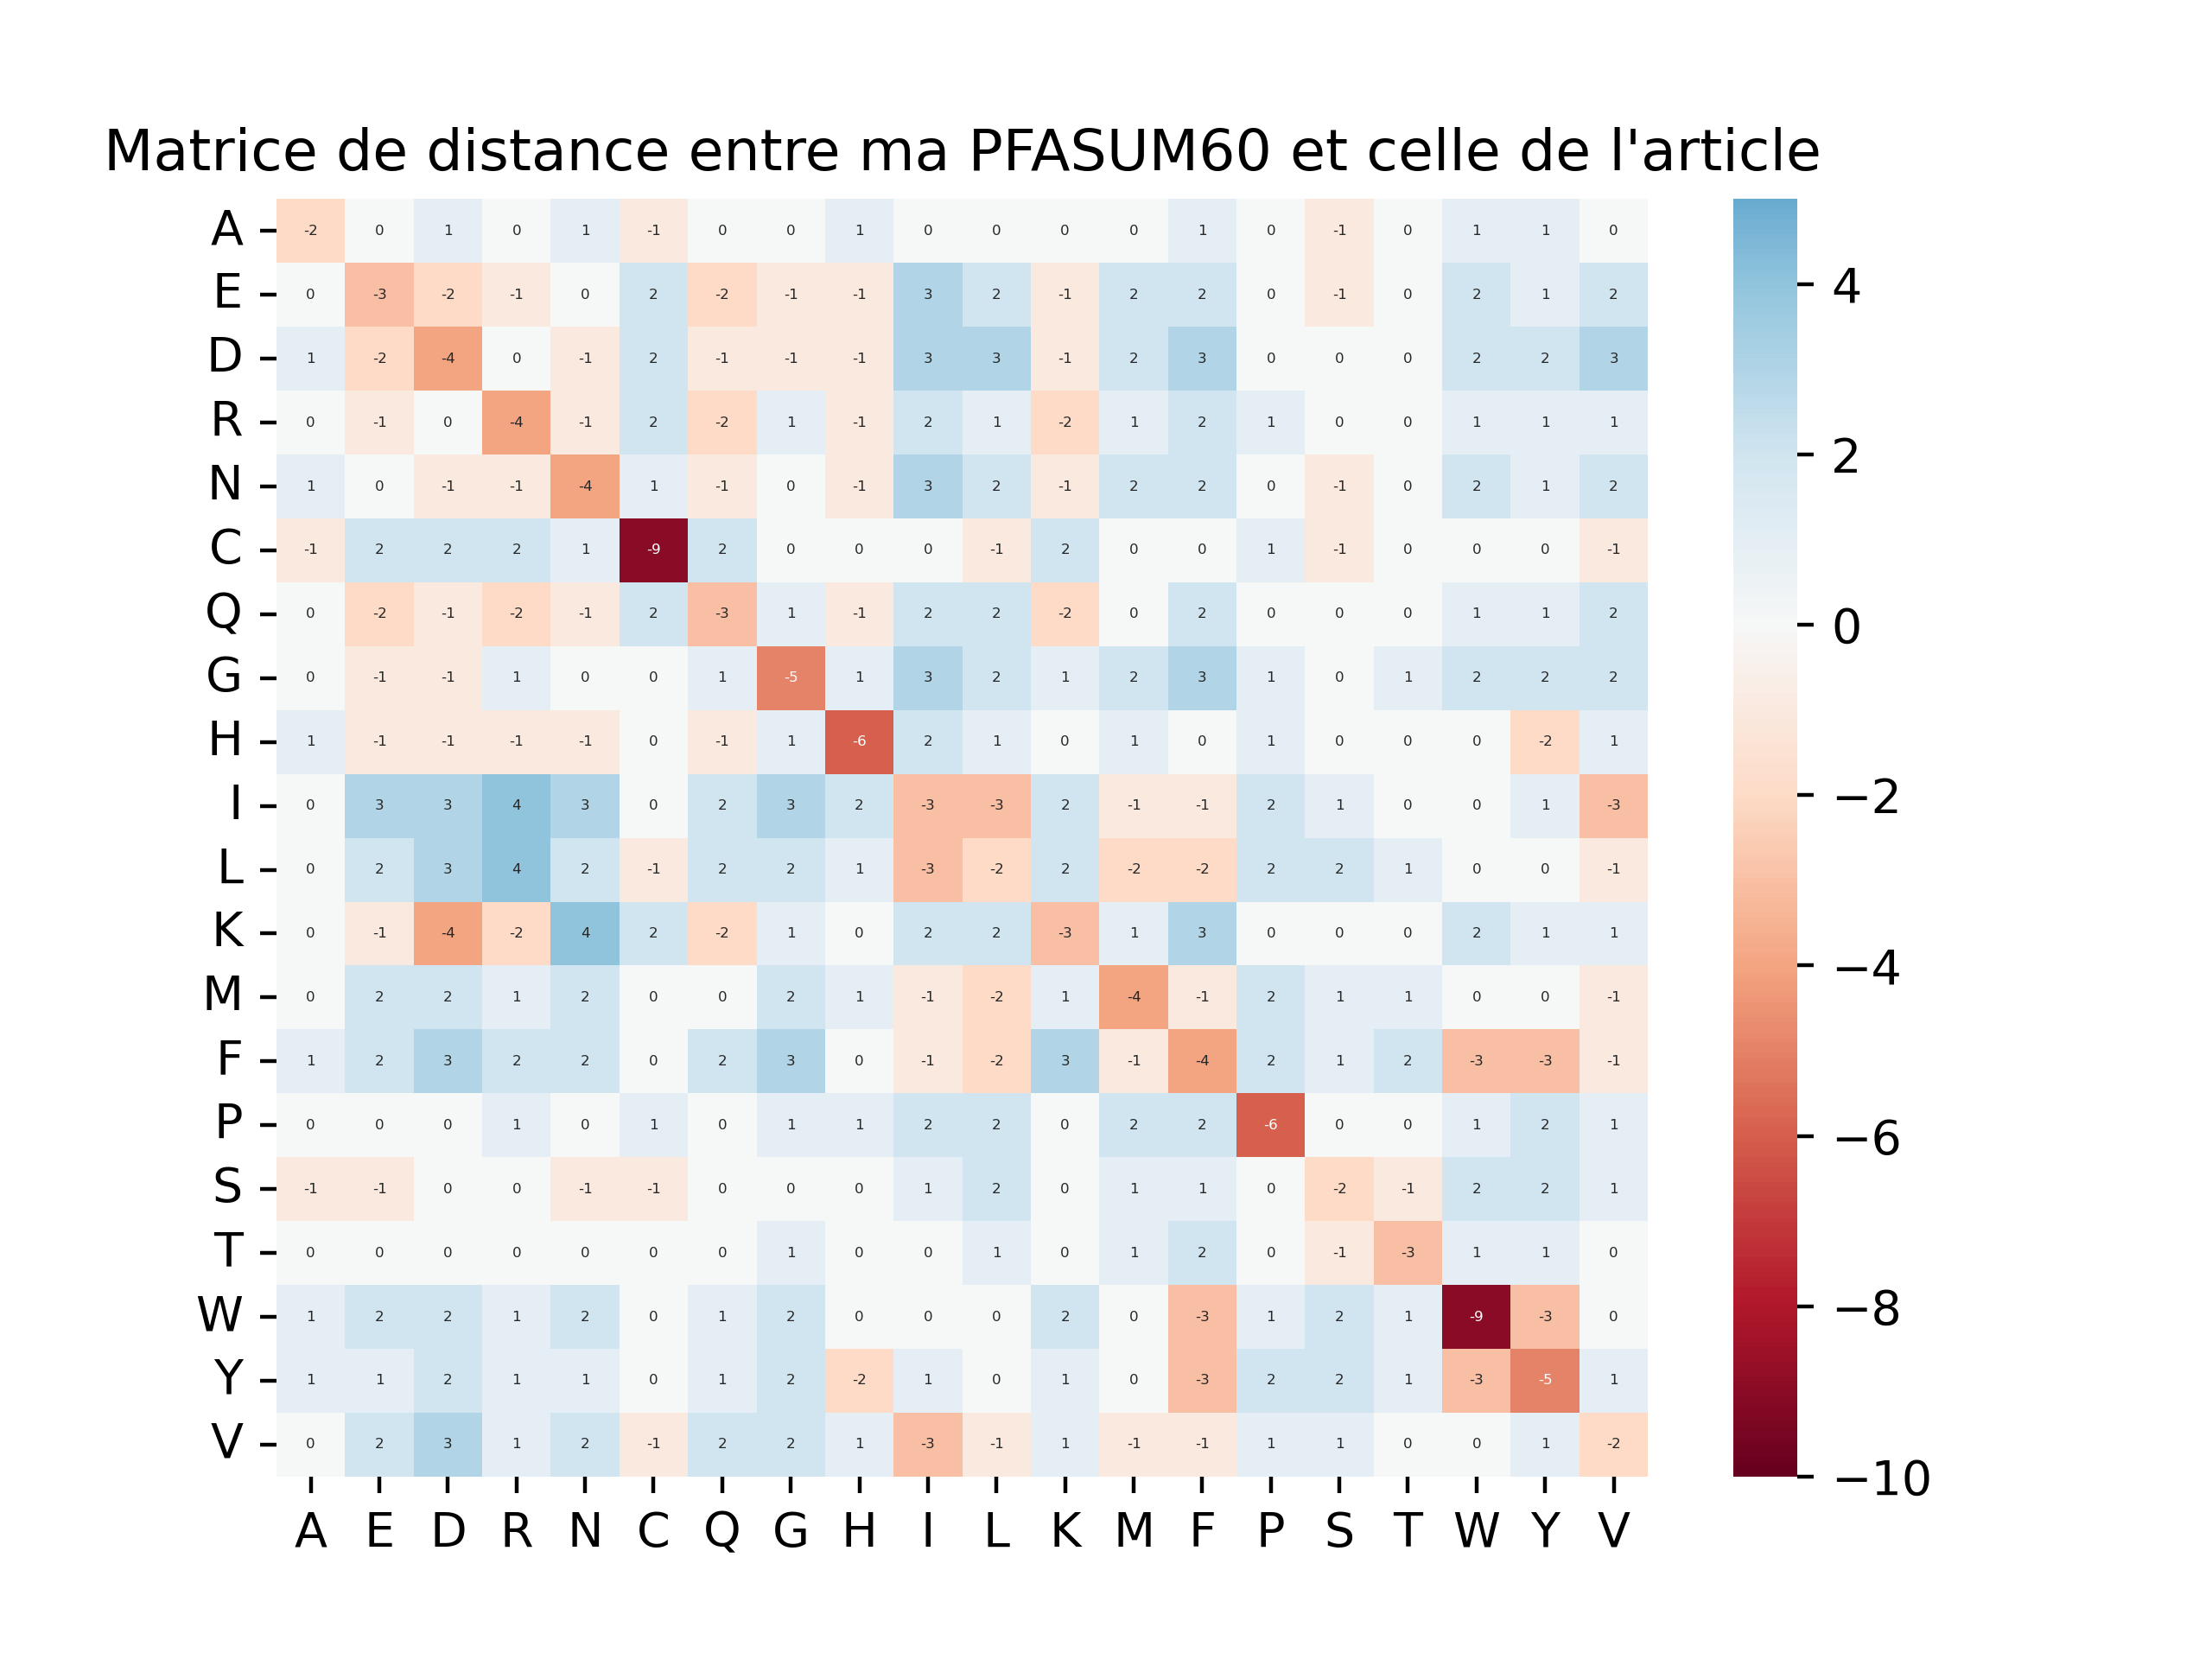 Matrice de distance entre ma PFASUM60 et celle de l'article
A -2 0 1 0 1 -1 0 0 1 0 0 0 0 1 0 -1 0 1 1 0
E 0 -3 -2 -1 0 2 -2 -1 -1 3 2 -1 2 2 0 -1 0 2 1 2
D 1 -2 -4 0 -1 2 -1 -1 -1 3 3 -1 2 3 0 0 0 2 2 3
R 0 -1 0 -4 -1 2 -2 1 -1 2 1 -2 1 2 1 0 0 1 1 1
N 1 0 -1 -1 -4 1 -1 0 -1 3 2 -1 2 2 0 -1 0 2 1 2
C -1 2 2 2 1 -9 2 0 0 0 -1 2 0 0 1 -1 0 0 0 -1
Q 0 -2 -1 -2 -1 2 -3 1 -1 2 2 -2 0 2 0 0 0 1 1 2
G 0 -1 -1 1 0 0 1 -5 1 3 2 1 2 3 1 0 1 2 2 2
H 1 -1 -1 -1 -1 0 -1 1 -6 2 1 0 1 0 1 0 0 0 -2 1
I 0 3 3 4 3 0 2 3 2 -3 -3 2 -1 -1 2 1 0 0 1 -3
L 0 2 3 4 2 -1 2 2 1 -3 -2 2 -2 -2 2 2 1 0 0 -1
K 0 -1 -4 -2 4 2 -2 1 0 2 2 -3 1 3 0 0 0 2 1 1
M 0 2 2 1 2 0 0 2 1 -1 -2 1 -4 -1 2 1 1 0 0 -1
F 1 2 3 2 2 0 2 3 0 -1 -2 3 -1 -4 2 1 2 -3 -3 -1
P 0 0 0 1 0 1 0 1 1 2 2 0 2 2 -6 0 0 1 2 1
S -1 -1 0 0 -1 -1 0 0 0 1 2 0 1 1 0 -2 -1 2 2 1
T 0 0 0 0 0 0 0 1 0 0 1 0 1 2 0 -1 -3 1 1 0
W 1 2 2 1 2 0 1 2 0 0 0 2 0 -3 1 2 1 -9 -3 0
Y 1 1 2 1 1 0 1 2 -2 1 0 1 0 -3 2 2 1 -3 -5 1
V 0 2 3 1 2 -1 2 2 1 -3 -1 1 -1 -1 1 1 0 0 1 -2
A E D R N C Q G H I L K M F P S T W Y V
4
2
0
−2
−4
−6
−8
−10